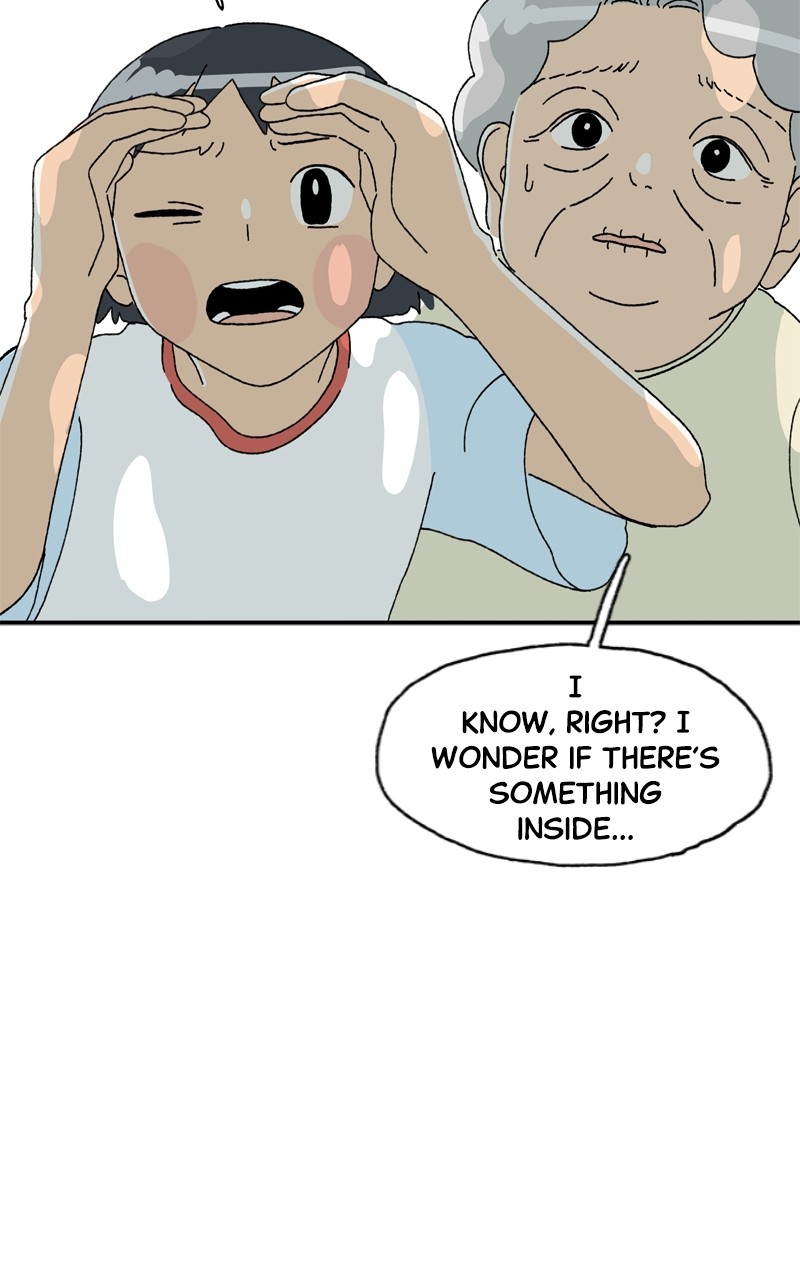 I
KNOW, RIGHT? I
WONDER IF THERE'S
SOMETHING
INSIDE...